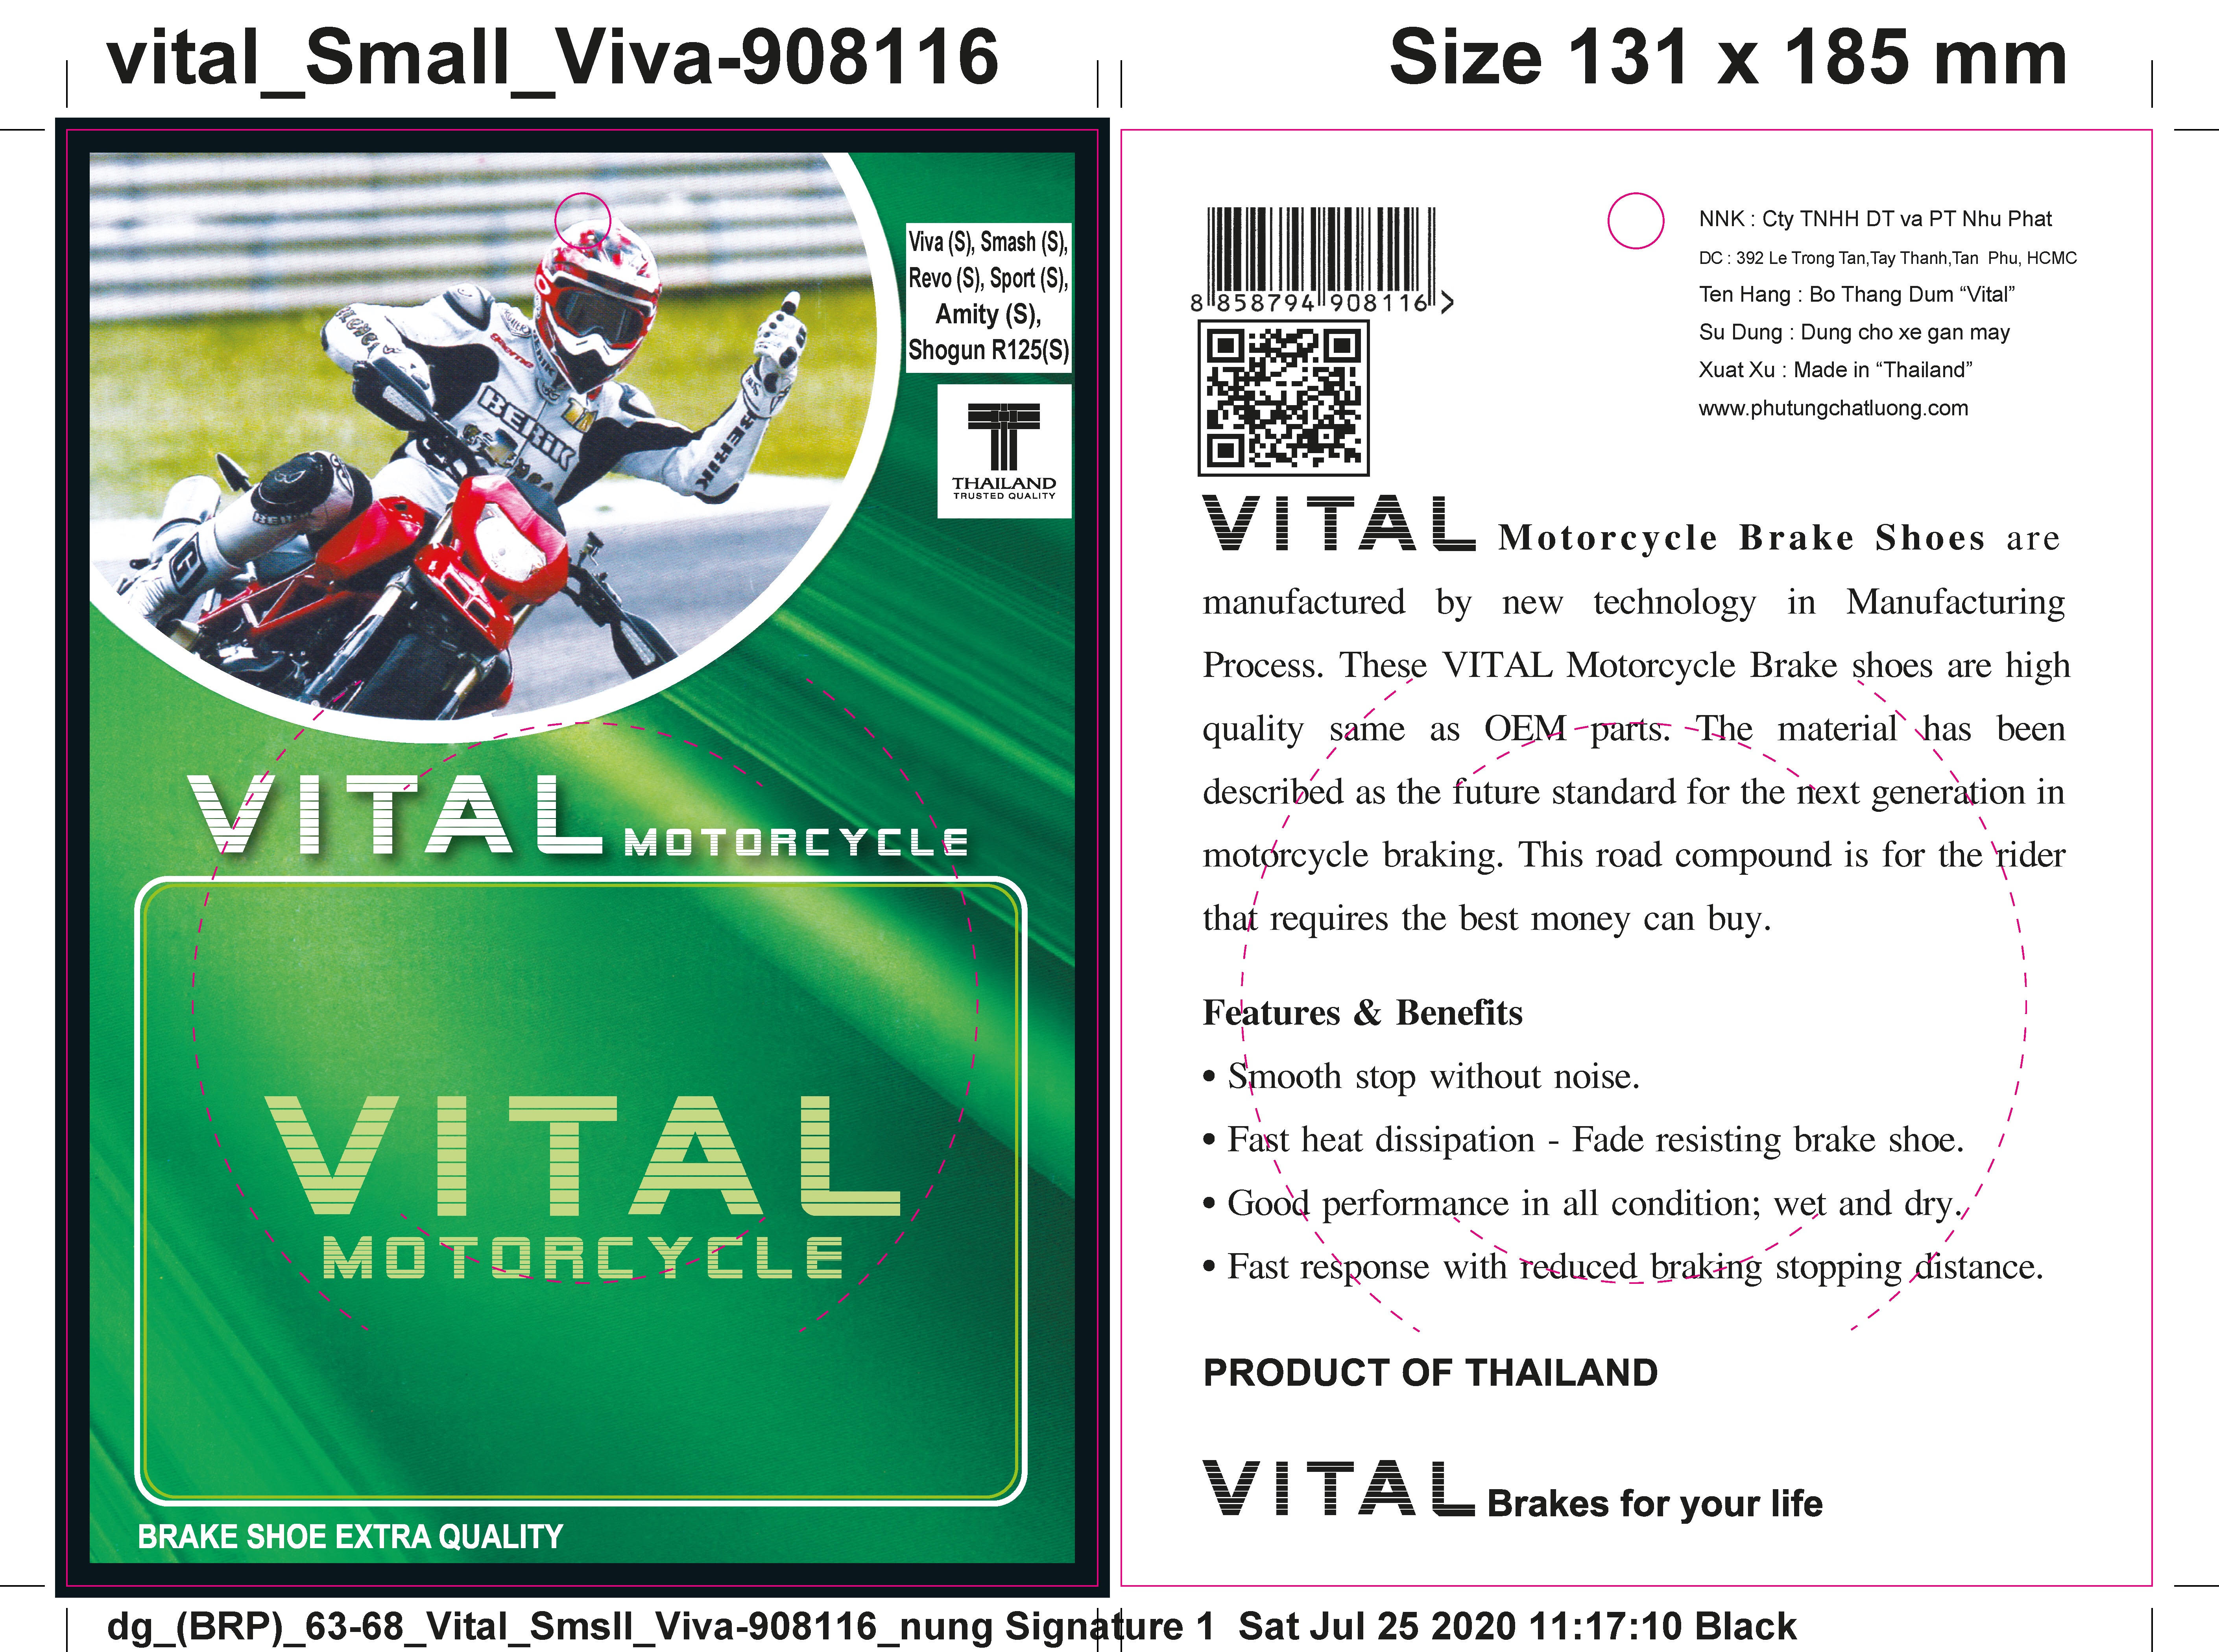 vital_Small_Viva-908116
Size 131 x 185 mm
Viva (S), Smash (S),
Revo (S), Sport (S),
Amity (S),
Shogun R125(S)
THAILAND
TRUSTED QUALITY
BERIK
BERIK
BERIK
VITAL MOTORCYCLE
VITAL
MOTORCYCLE
BRAKE SHOE EXTRA QUALITY
8 858794 908116 >
NNK : Cty TNHH DT va PT Nhu Phat
DC : 392 Le Trong Tan,Tay Thanh,Tan Phu, HCMC
Ten Hang : Bo Thang Dum “Vital”
Su Dung : Dung cho xe gan may
Xuat Xu : Made in “Thailand”
www.phutungchatluong.com
VITAL Motorcycle Brake Shoes are
manufactured by new technology in Manufacturing
Process. These VITAL Motorcycle Brake shoes are high
quality same as OEM parts. The material has been
described as the future standard for the next generation in
motorcycle braking. This road compound is for the rider
that requires the best money can buy.
Features & Benefits
• Smooth stop without noise.
• Fast heat dissipation - Fade resisting brake shoe.
• Good performance in all condition; wet and dry.
• Fast response with reduced braking stopping distance.
PRODUCT OF THAILAND
VITAL Brakes for your life
dg_(BRP)_63-68_Vital_Smsll_Viva-908116_nung Signature 1 Sat Jul 25 2020 11:17:10 Black